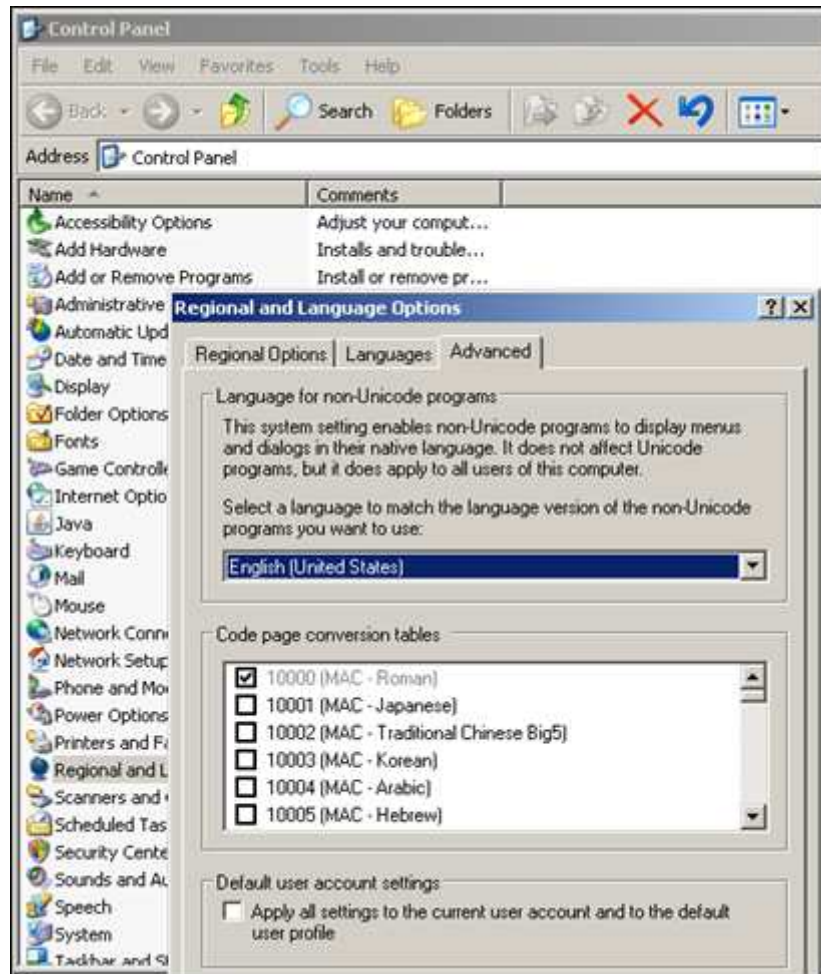 Control Panel
File Edit View Favorites Tools Help
Back Search Folders
Address Control Panel
Name Comments
Accessibility Options Adjust your comput...
Add Hardware Installs and trouble...
Add or Remove Programs Install or remove pr...
Administrative
Automatic Upd
Date and Time
Display
Folder Options
Fonts
Game Controlle
Internet Optio
Java
Keyboard
Mail
Mouse
Network Conn
Network Setup
Phone and Mo
Power Options
Printers and F
Regional and L
Scanners and
Scheduled Tas
Security Cente
Sounds and Au
Speech
System
Taskbar and St
Regional and Language Options
Regional Options Languages Advanced
Language for non-Unicode programs
This system setting enables non-Unicode programs to display menus
and dialogs in their native language. It does not affect Unicode
programs, but it does apply to all users of this computer.
Select a language to match the language version of the non-Unicode
programs you want to use:
English (United States)
Code page conversion tables
10000 (MAC - Roman)
10001 (MAC - Japanese)
10002 (MAC - Traditional Chinese Big5)
10003 (MAC - Korean)
10004 (MAC - Arabic)
10005 (MAC - Hebrew)
Default user account settings
Apply all settings to the current user account and to the default
user profile